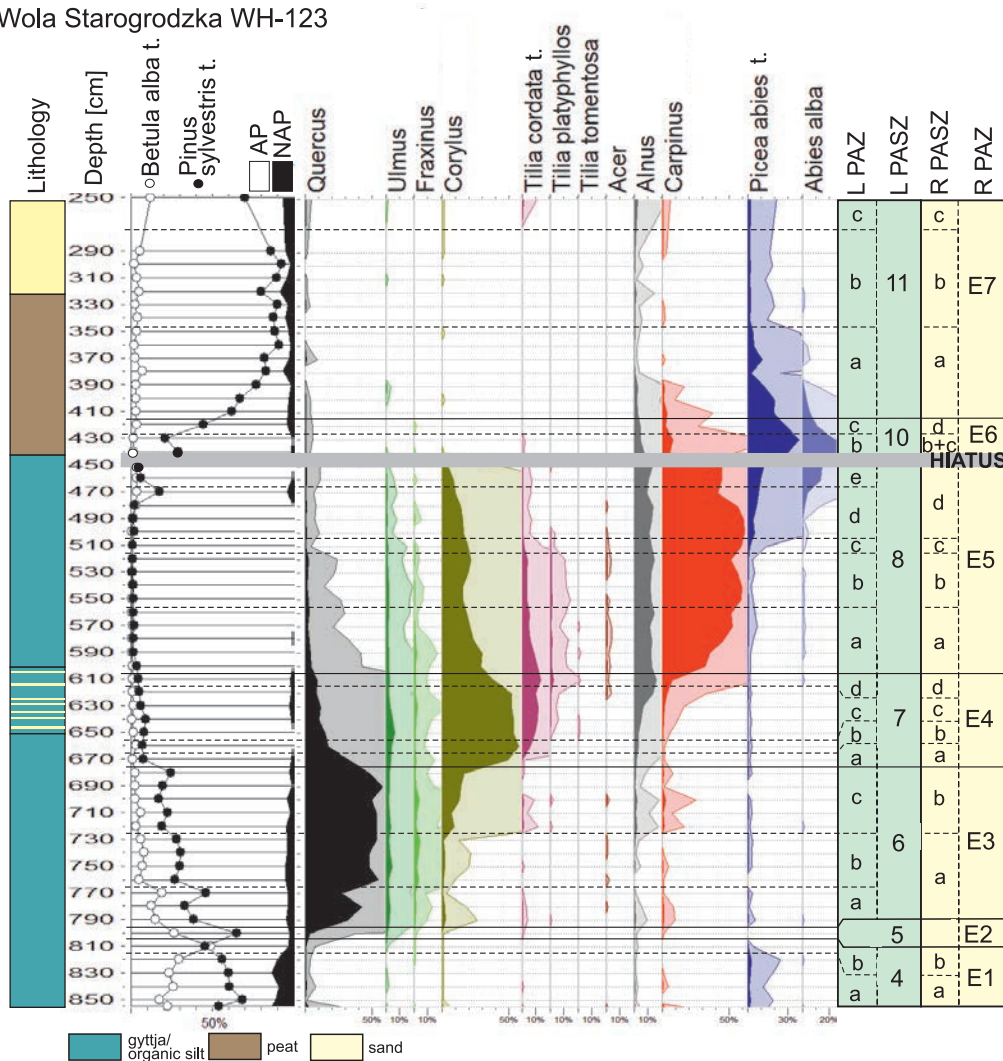 Wola Starogrodzka WH-123
Lithology
Depth [cm]
Betula alba t.
Pinus
sylvestris t.
AP
NAP
Quercus
Ulmus
Fraxinus
Corylus
Tilia cordata t.
Tilia platyphyllos
Tilia tomentosa
Acer
Alnus
Carpinus
Picea abies t.
Abies alba
L PAZ
L PASZ
R PASZ
R PAZ
250
290
310
330
350
370
390
410
430
450
470
490
510
530
550
570
590
610
630
650
670
690
710
730
750
770
790
810
830
850
c
b
a
c
b
e
d
c
b
a
d
c
b
a
c
b
a
b
a
11
10
8
7
6
5
4
c
b
a
d
b+c
HIATUS
d
c
b
a
d
c
b
a
b
a
b
a
E7
E6
E5
E4
E3
E2
E1
50%
50%
10%
10%
50%
10%
10%
10%
10%
10%
50%
30%
20%
gyttja/
organic silt
peat
sand